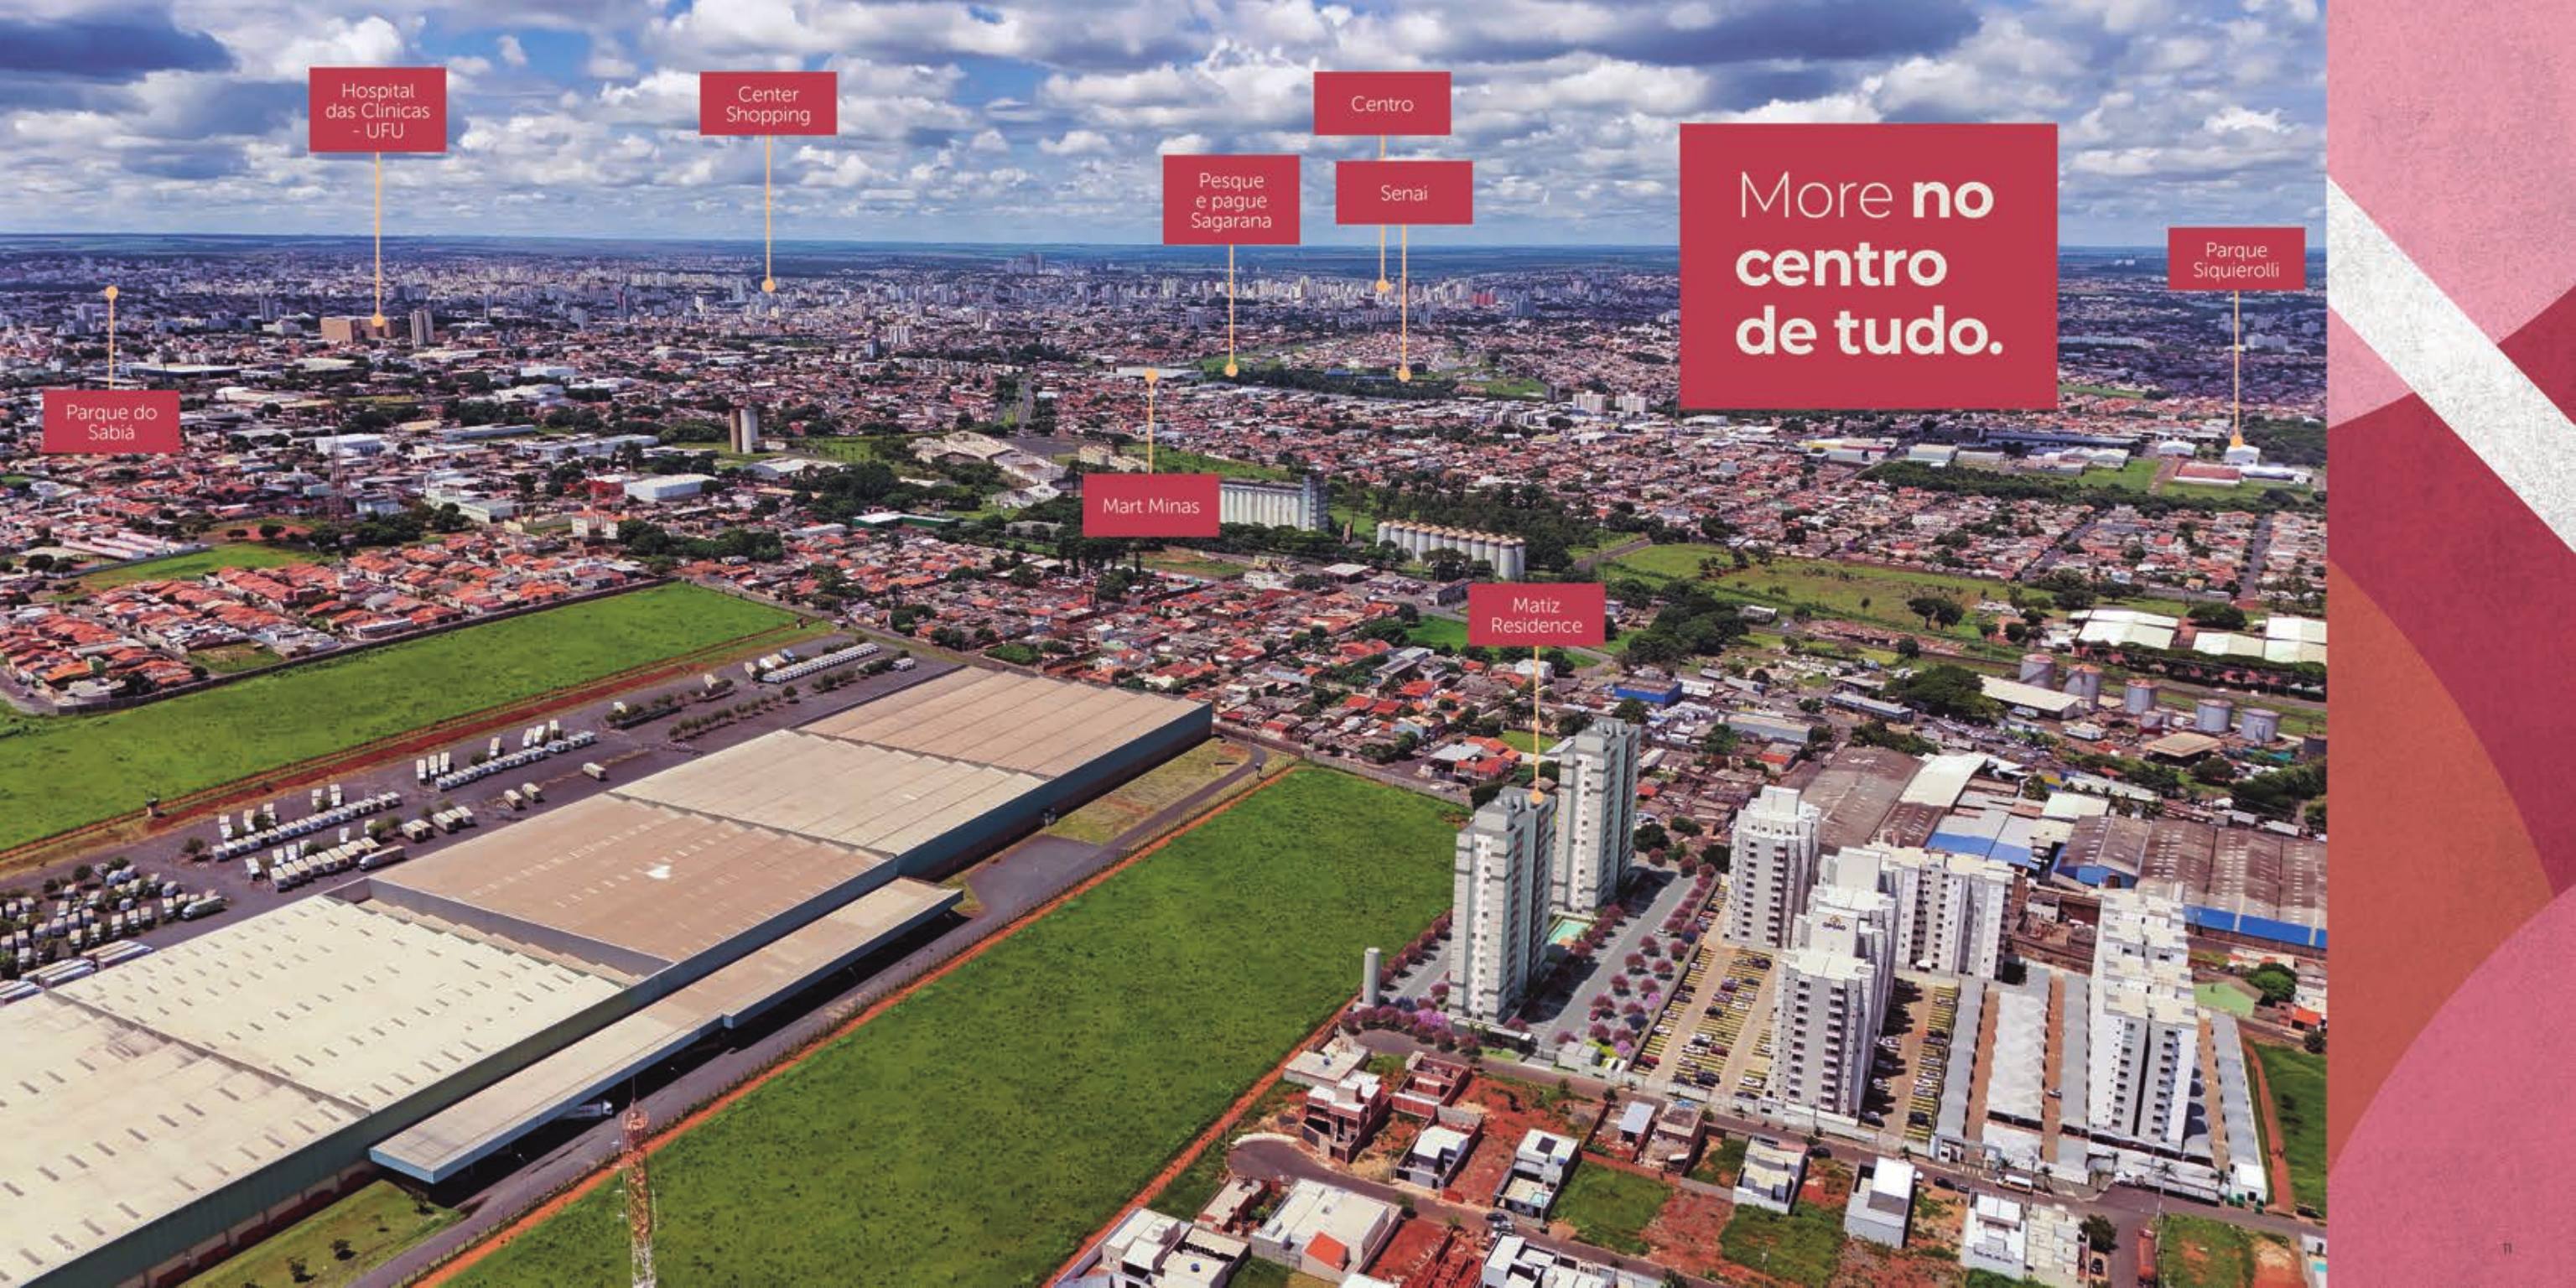 Hospital
das Clínicas
- UFU
Center
Shopping
Centro
Pesque
e pague
Sagarana
Senai
More no
centro
de tudo.
Parque
Siquierolli
Parque do
Sabiá
Mart Minas
Matiz
Residence
11